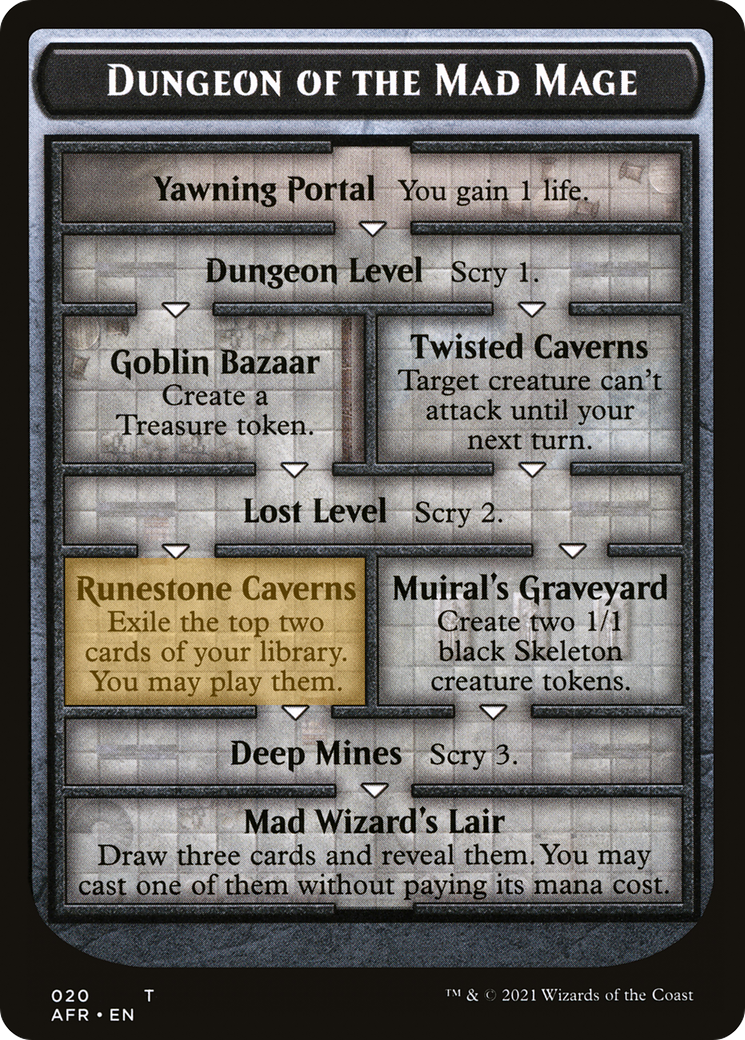 Dungeon of the Mad Mage
Yawning Portal You gain 1 life.
Dungeon Level Scry 1.
Goblin Bazaar
Create a
Treasure token.
Twisted Caverns
Target creature can't
attack until your
next turn.
Lost Level Scry 2.
Runestone Caverns
Exile the top two
cards of your library.
You may play them.
Muiral's Graveyard
Create two 1/1
black Skeleton
creature tokens.
Deep Mines Scry 3.
Mad Wizard's Lair
Draw three cards and reveal them. You may
cast one of them without paying its mana cost.
020 T
AFR • EN
™ & © 2021 Wizards of the Coast